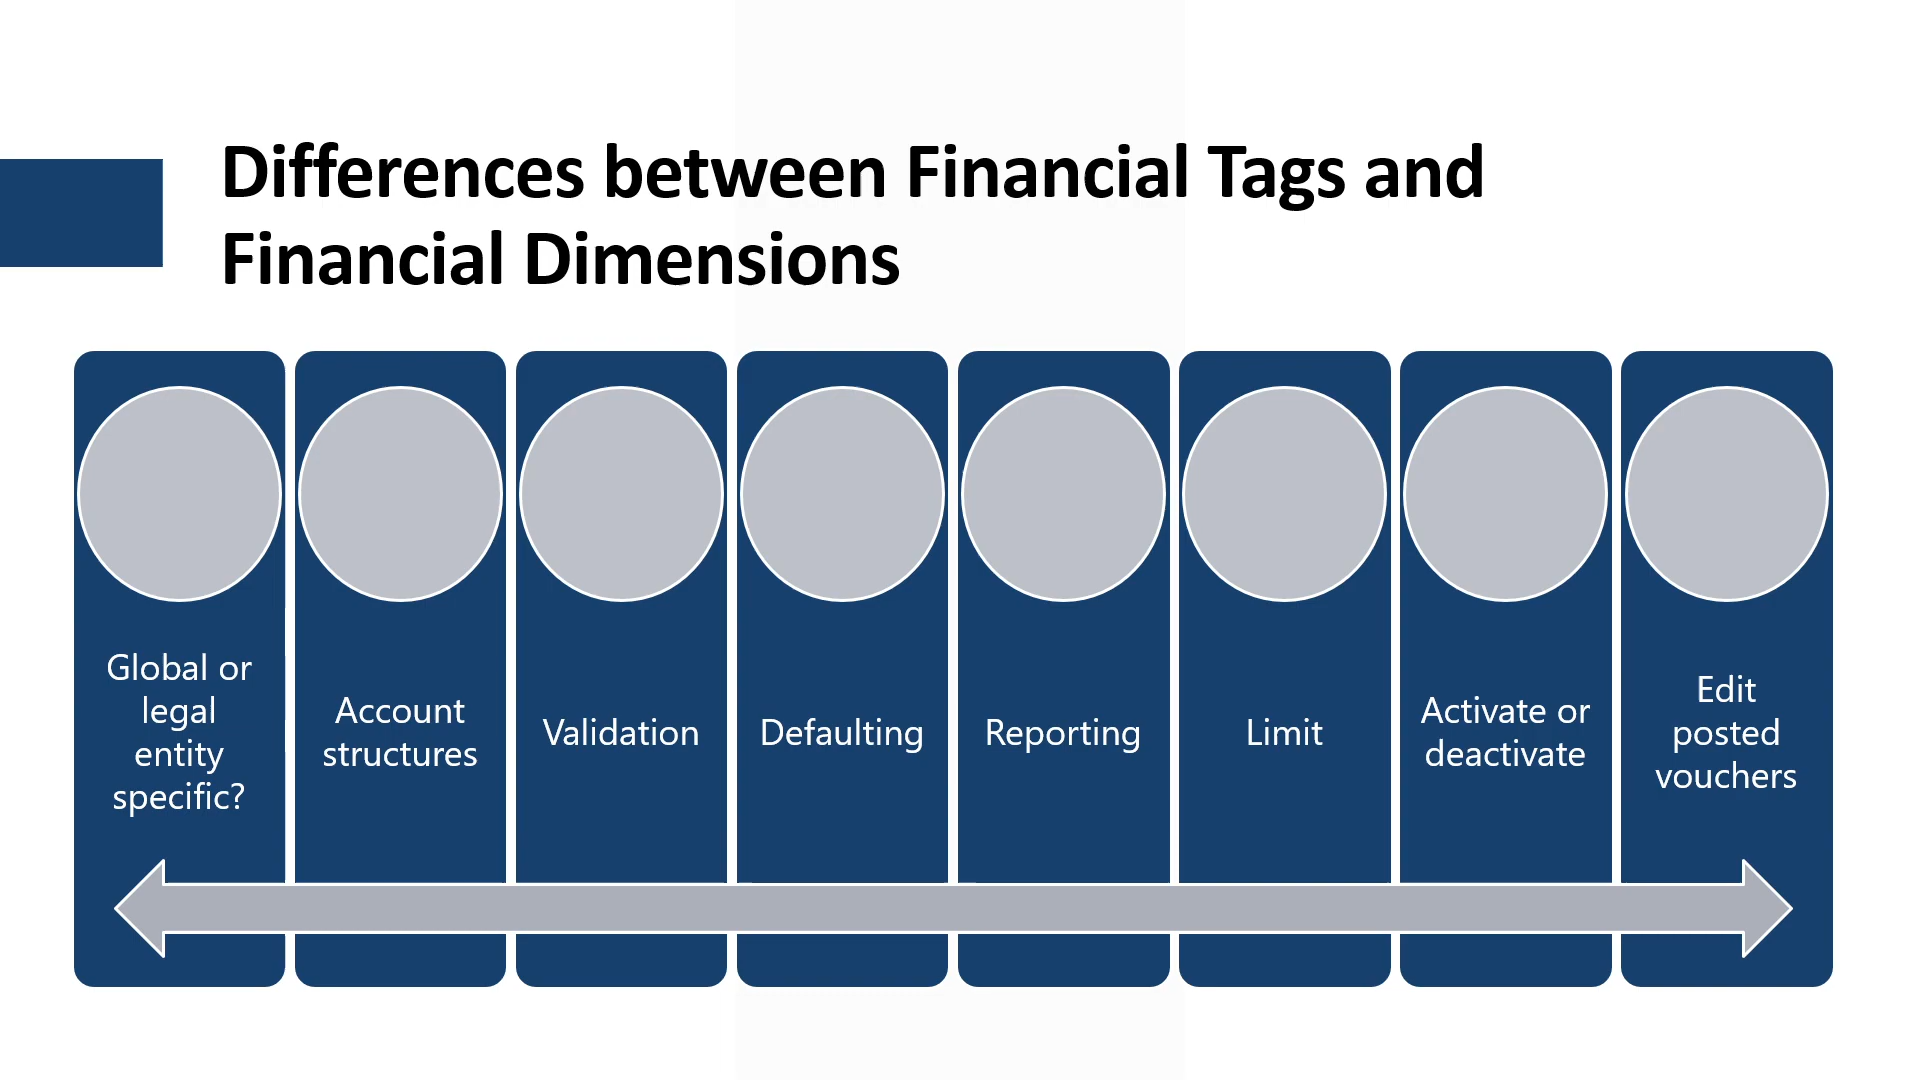 Differences between Financial Tags and
Financial Dimensions
Global or
legal
entity
specific?
Account
structures
Validation
Defaulting
Reporting
Limit
Activate or
deactivate
Edit
posted
vouchers